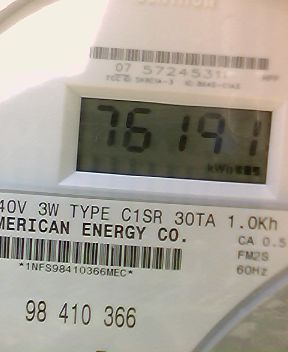 07 57245318
76191
kWh
40V 3W TYPE C1SR 30TA 1.0Kh
MERICAN ENERGY CO.
CA 0.5
*1NFS98410366MEC*
FM2S
60Hz
98 410 366